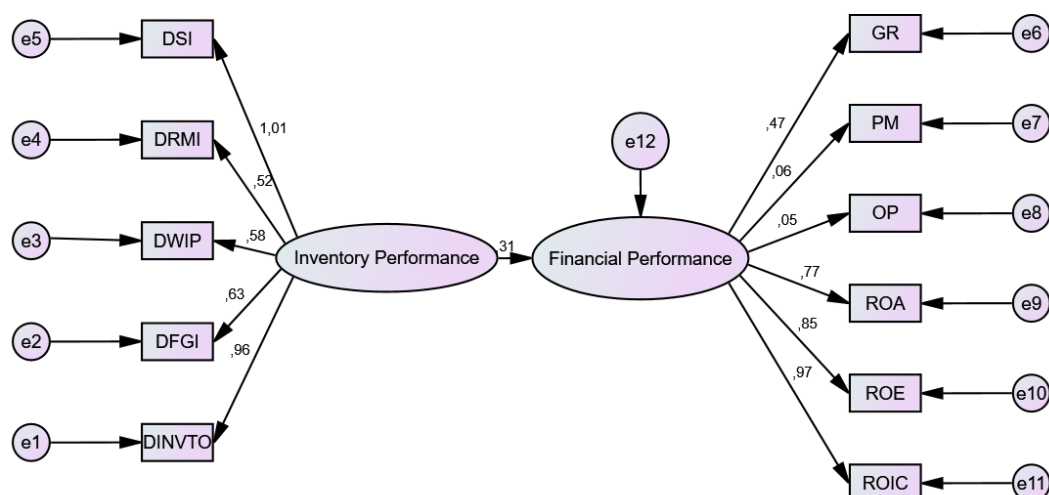 e5
DSI
1,01
e4
DRMI
,52
e3
DWIP
,58
e2
DFGI
,63
e1
DINVTO
,96
Inventory Performance
,31
e12
Financial Performance
,47
GR
e6
,06
PM
e7
,05
OP
e8
,77
ROA
e9
,85
ROE
e10
,97
ROIC
e11